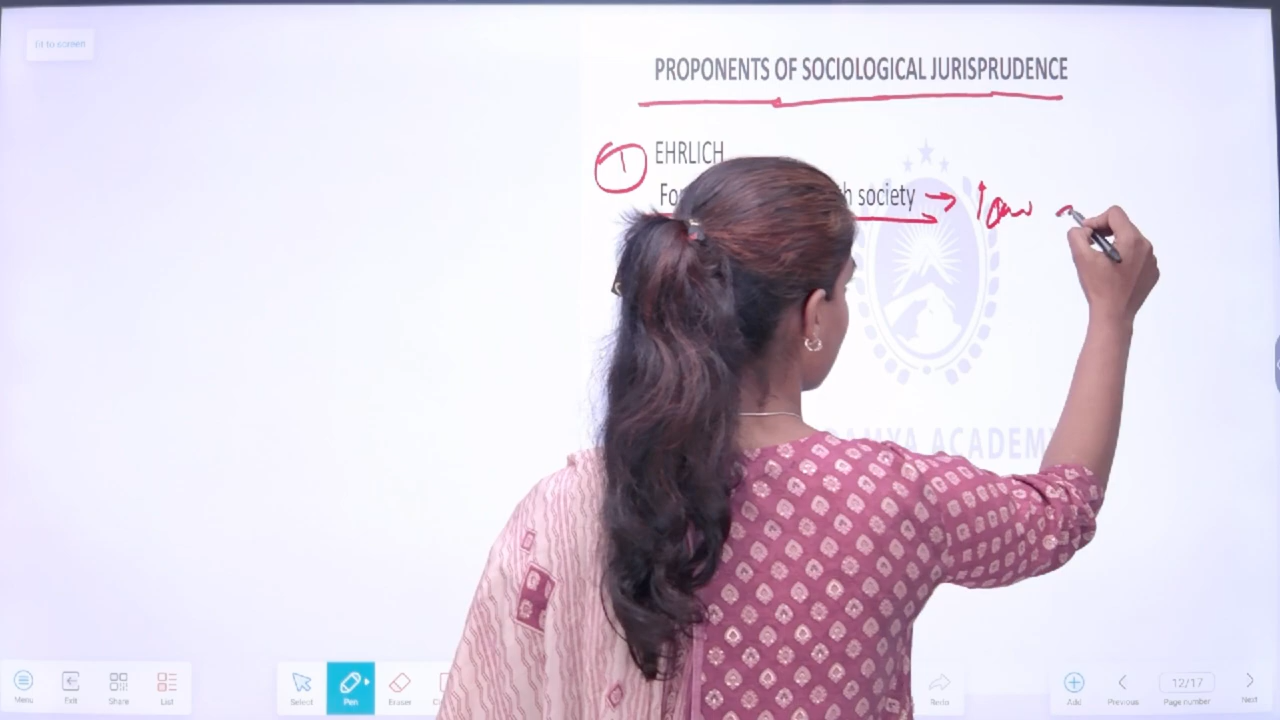 fit to screen
PROPONENTS OF SOCIOLOGICAL JURISPRUDENCE
1 EHRLICH
society → law
ACADEMY
Menu Exit Share List Select Pen Eraser Redo Add Previous 12/17 Page number Next